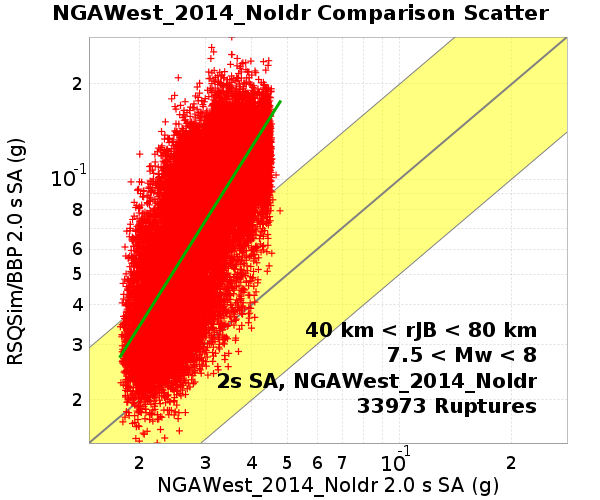 NGAWest_2014_NoIdr Comparison Scatter
RSQSim/BBP 2.0 s SA (g)
2
10-1
8
6
5
4
3
2
40 km < rJB < 80 km
7.5 < Mw < 8
2s SA, NGAWest_2014_NoIdr
33973 Ruptures
2 3 4 5 6 7 10-1 2
NGAWest_2014_NoIdr 2.0 s SA (g)